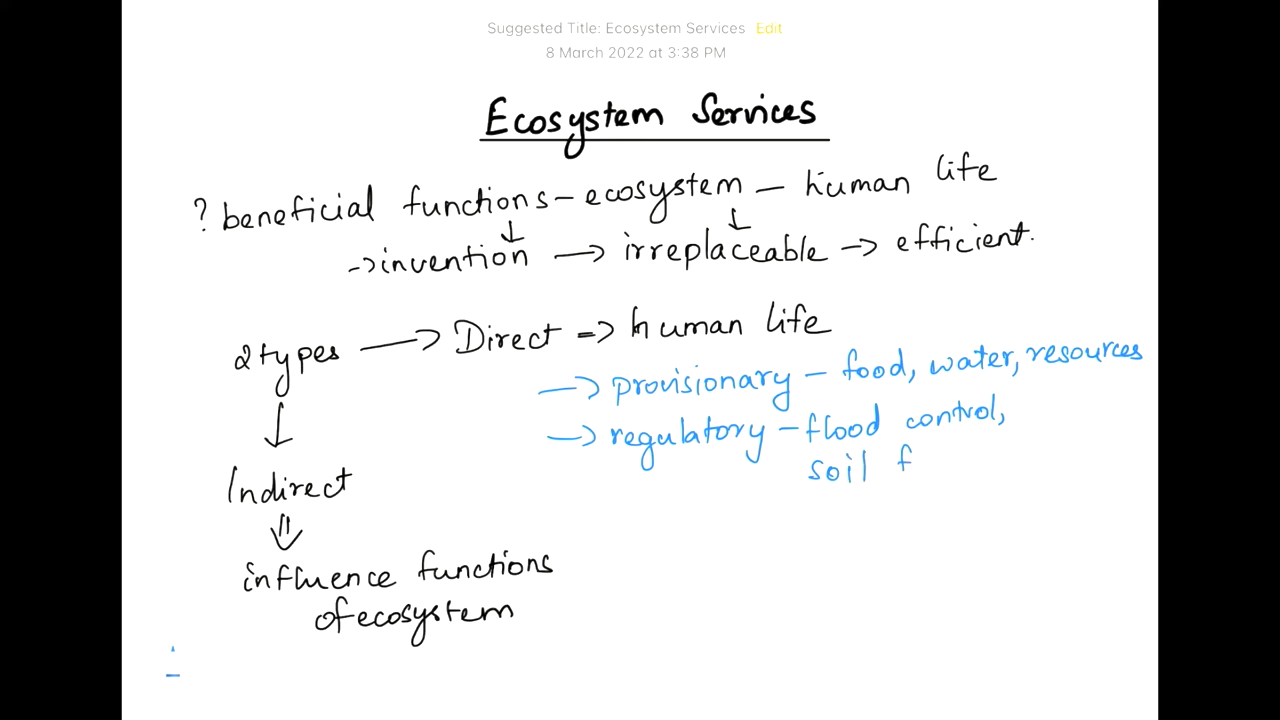 Suggested Title: Ecosystem Services Edit
8 March 2022 at 3:38 PM
Ecosystem Services
? beneficial functions – ecosystem – human life
↓ ↓
→ invention → irreplaceable → efficient.
2 types → Direct => human life
→ provisionary – food, water, resources
→ regulatory – flood control,
soil f
↓
Indirect
⇓
influence functions
of ecosystem